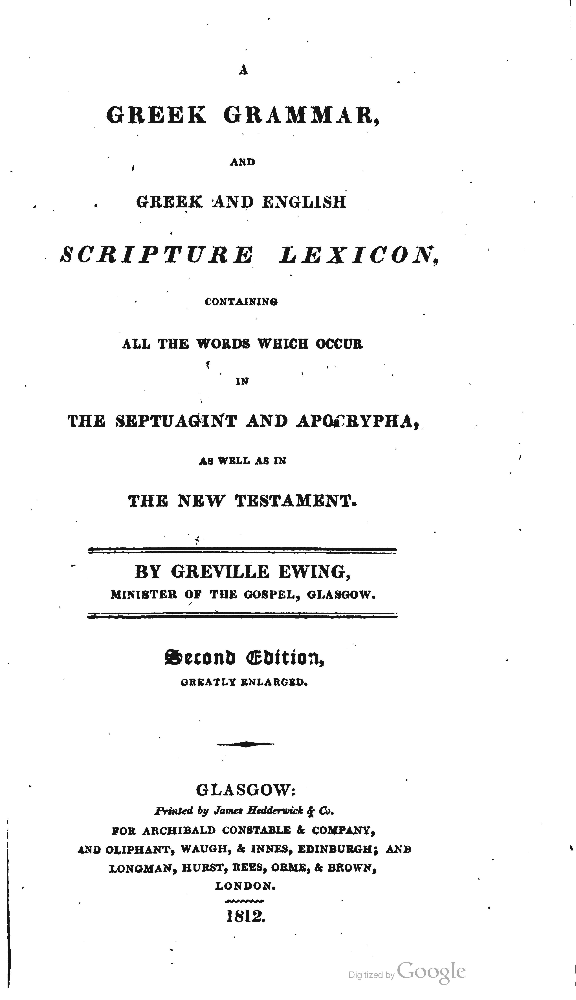 A
GREEK GRAMMAR,
AND
GREEK AND ENGLISH
SCRIPTURE LEXICON,
CONTAINING
ALL THE WORDS WHICH OCCUR
IN
THE SEPTUAGINT AND APOCRYPHA,
AS WELL AS IN
THE NEW TESTAMENT.
BY GREVILLE EWING,
MINISTER OF THE GOSPEL, GLASGOW.
Second Edition,
GREATLY ENLARGED.
GLASGOW:
Printed by James Hedderwick & Co.
FOR ARCHIBALD CONSTABLE & COMPANY,
AND OLIPHANT, WAUGH, & INNES, EDINBURGH; AND
LONGMAN, HURST, REES, ORME, & BROWN,
LONDON.
1812.
Digitized by Google